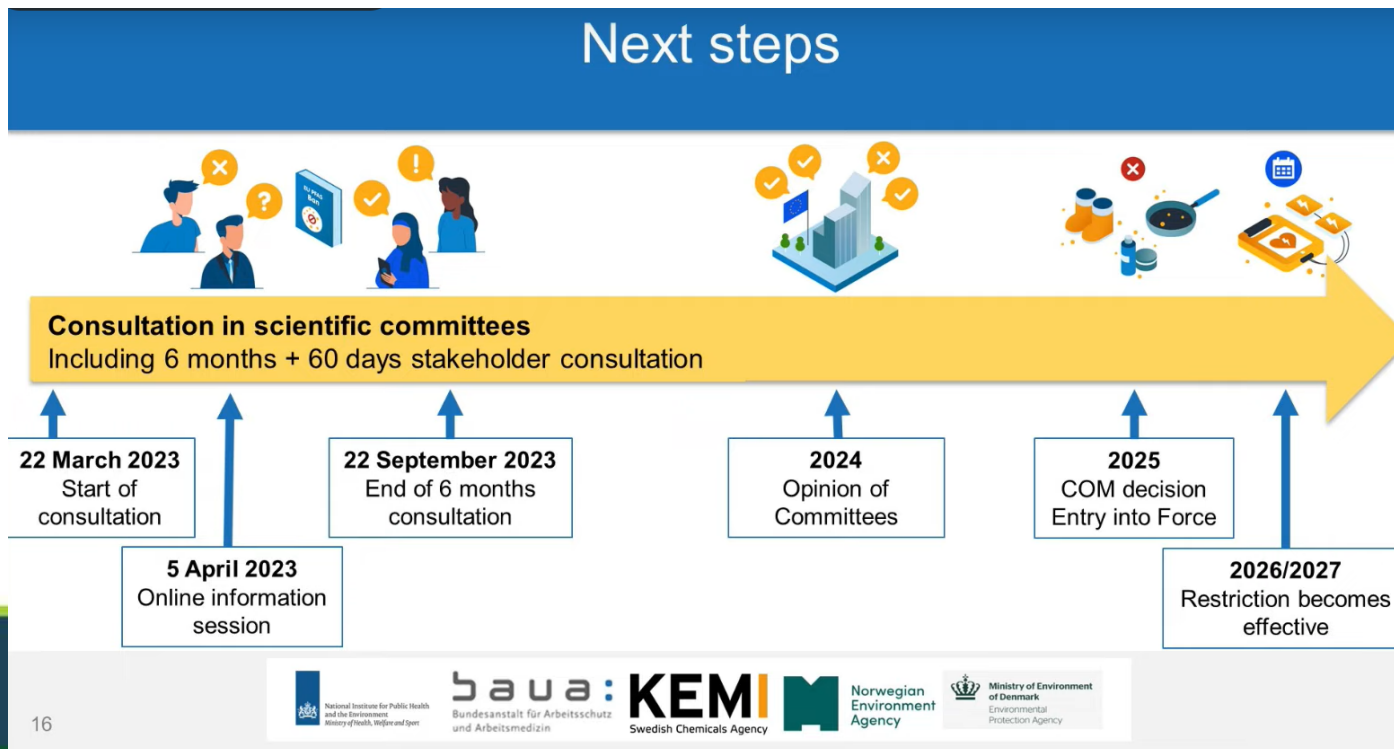 Next steps
EU PFAS
Ban
Consultation in scientific committees
Including 6 months + 60 days stakeholder consultation
22 March 2023
Start of
consultation
5 April 2023
Online information
session
22 September 2023
End of 6 months
consultation
2024
Opinion of
Committees
2025
COM decision
Entry into Force
2026/2027
Restriction becomes
effective
16
National Institute for Public Health
and the Environment
Ministry of Health, Welfare and Sport
baua:
Bundesanstalt für Arbeitsschutz
und Arbeitsmedizin
KEMI
Swedish Chemicals Agency
Norwegian
Environment
Agency
Ministry of Environment
of Denmark
Environmental
Protection Agency